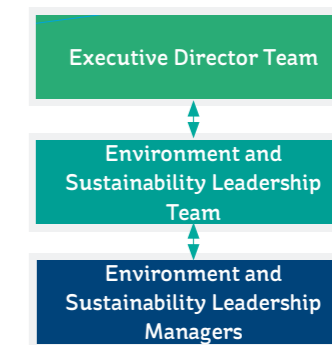 Executive Director Team
Environment and
Sustainability Leadership
Team
Environment and
Sustainability Leadership
Managers